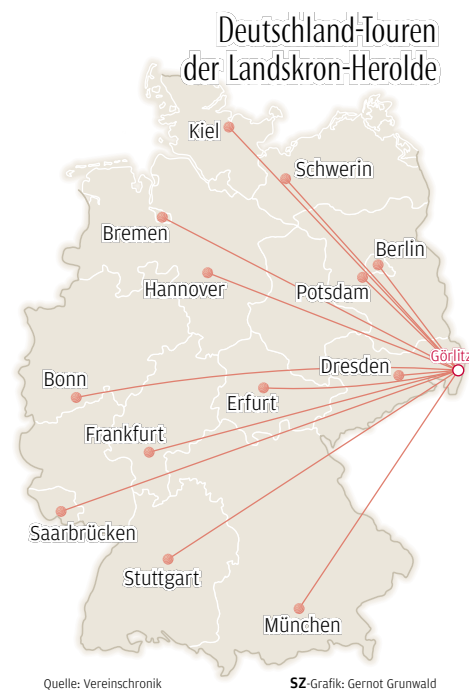 Deutschland-Touren
der Landskron-Herolde
Kiel
Schwerin
Bremen
Berlin
Hannover
Potsdam
Görlitz
Dresden
Bonn
Erfurt
Frankfurt
Saarbrücken
Stuttgart
München
Quelle: Vereinschronik
SZ-Grafik: Gernot Grunwald